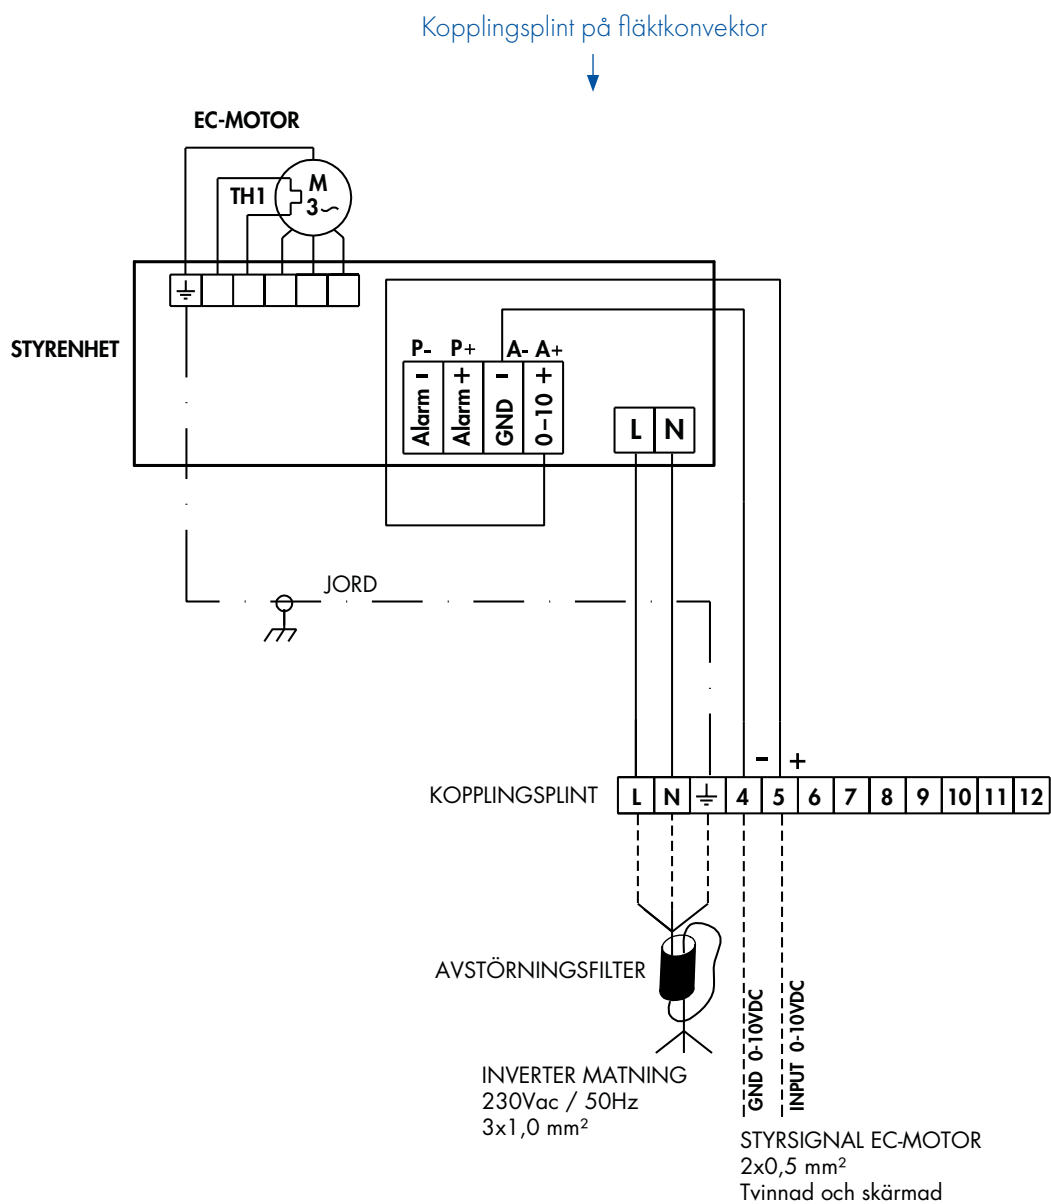 Kopplingsplint på fläktkonvektor
EC-MOTOR
TH1
M
3~
STYRENHET
P- P+ A- A+
Alarm -
Alarm +
GND -
0-10 +
L N
JORD
- +
KOPPLINGSPLINT
L N 4 5 6 7 8 9 10 11 12
AVSTÖRNINGSFILTER
GND 0-10VDC
INPUT 0-10VDC
INVERTER MATNING
230Vac / 50Hz
3x1,0 mm²
STYRSIGNAL EC-MOTOR
2x0,5 mm²
Tvinnad och skärmad